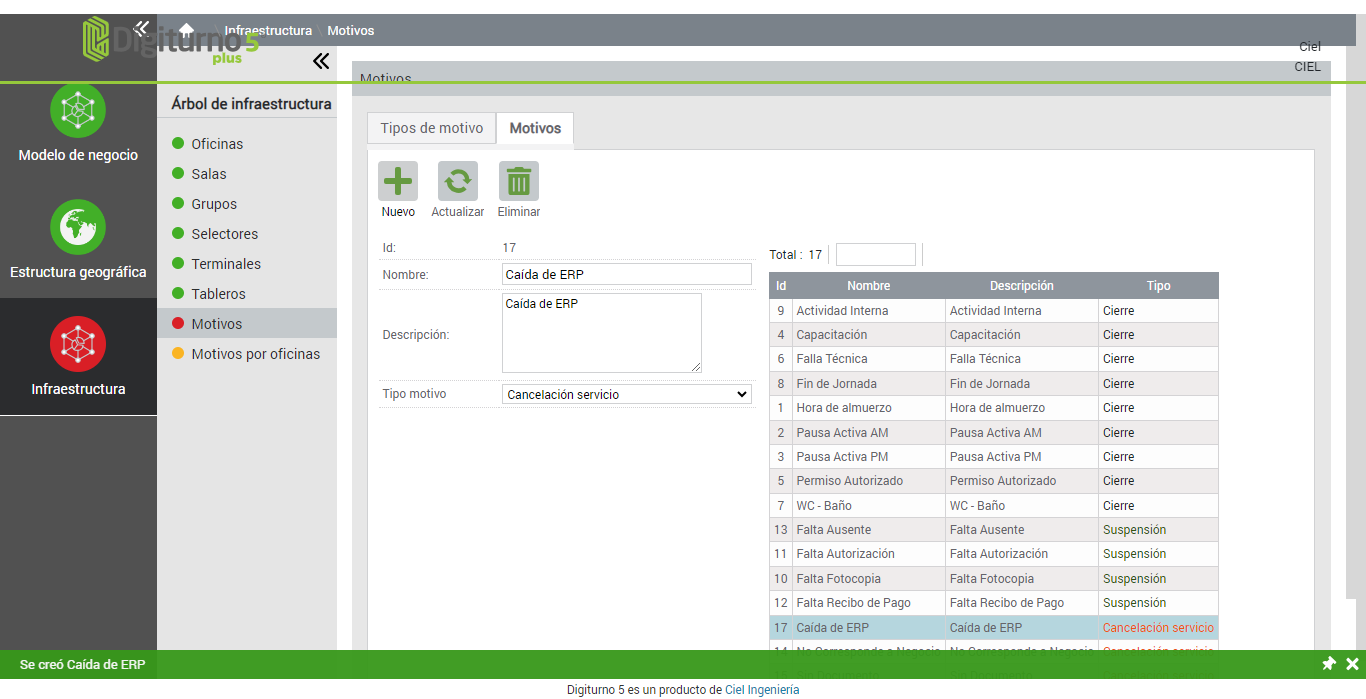 Digiturno 5
plus
Infraestructura Motivos
Ciel
CIEL
Motivos
Modelo de negocio
Estructura geográfica
Infraestructura
Árbol de infraestructura
Oficinas
Salas
Grupos
Selectores
Terminales
Tableros
Motivos
Motivos por oficinas
Tipos de motivo Motivos
Nuevo Actualizar Eliminar
Id: 17
Nombre: Caída de ERP
Descripción: Caída de ERP
Tipo motivo Cancelación servicio
Total : 17
Id Nombre Descripción Tipo
9 Actividad Interna Actividad Interna Cierre
4 Capacitación Capacitación Cierre
6 Falla Técnica Falla Técnica Cierre
8 Fin de Jornada Fin de Jornada Cierre
1 Hora de almuerzo Hora de almuerzo Cierre
2 Pausa Activa AM Pausa Activa AM Cierre
3 Pausa Activa PM Pausa Activa PM Cierre
5 Permiso Autorizado Permiso Autorizado Cierre
7 WC - Baño WC - Baño Cierre
13 Falta Ausente Falta Ausente Suspensión
11 Falta Autorización Falta Autorización Suspensión
10 Falta Fotocopia Falta Fotocopia Suspensión
12 Falta Recibo de Pago Falta Recibo de Pago Suspensión
17 Caída de ERP Caída de ERP Cancelación servicio
14 No Corresponde a Negocio No Corresponde a Negocio Cancelación servicio
Se creó Caída de ERP
Digiturno 5 es un producto de Ciel Ingeniería